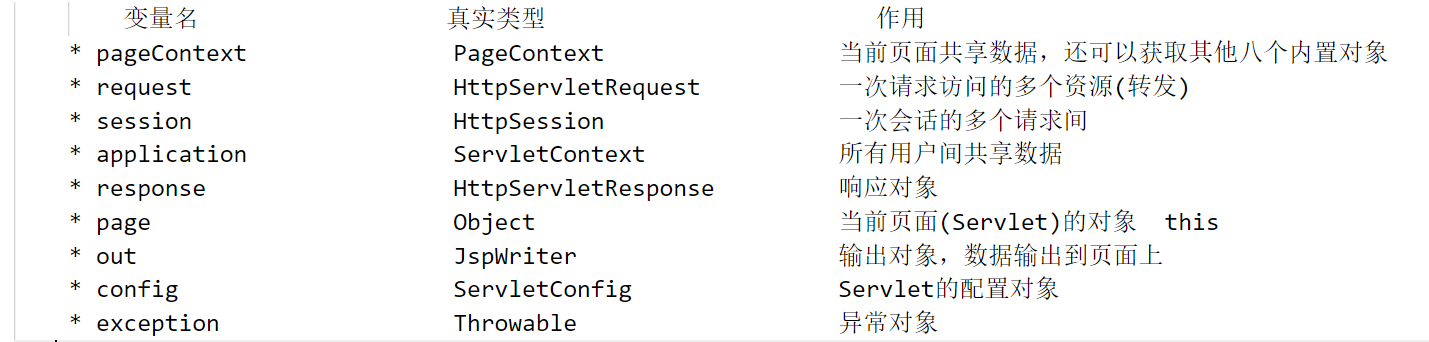 变量名 真实类型 作用
* pageContext PageContext 当前页面共享数据，还可以获取其他八个内置对象
* request HttpServletRequest 一次请求访问的多个资源(转发)
* session HttpSession 一次会话的多个请求间
* application ServletContext 所有用户间共享数据
* response HttpServletResponse 响应对象
* page Object 当前页面(Servlet)的对象 this
* out JspWriter 输出对象，数据输出到页面上
* config ServletConfig Servlet的配置对象
* exception Throwable 异常对象